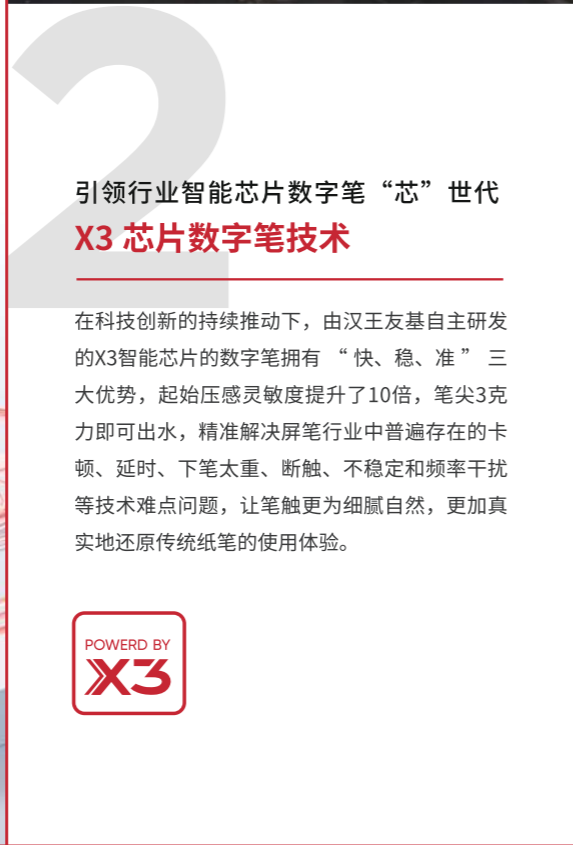 2
引领行业智能芯片数字笔“芯”世代
X3 芯片数字笔技术
在科技创新的持续推动下，由汉王友基自主研发
的X3智能芯片的数字笔拥有 “ 快、稳、准 ” 三
大优势，起始压感灵敏度提升了10倍，笔尖3克
力即可出水，精准解决屏笔行业中普遍存在的卡
顿、延时、下笔太重、断触、不稳定和频率干扰
等技术难点问题，让笔触更为细腻自然，更加真
实地还原传统纸笔的使用体验。
POWERD BY
X3